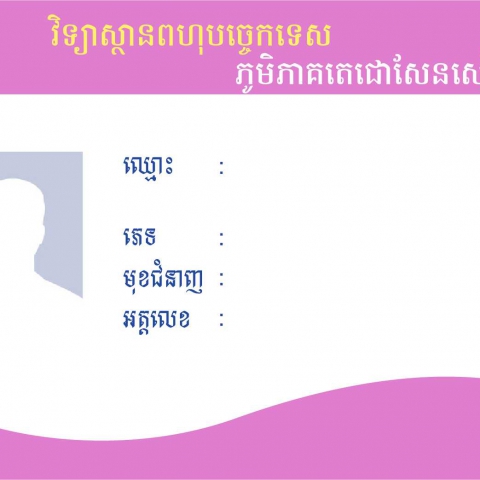 វិទ្យាស្ថានពហុបច្ចេកទេស
ភូមិភាគតេជោសែនសេ
ឈ្មោះ :
ភេទ :
មុខជំនាញ :
អត្តលេខ :